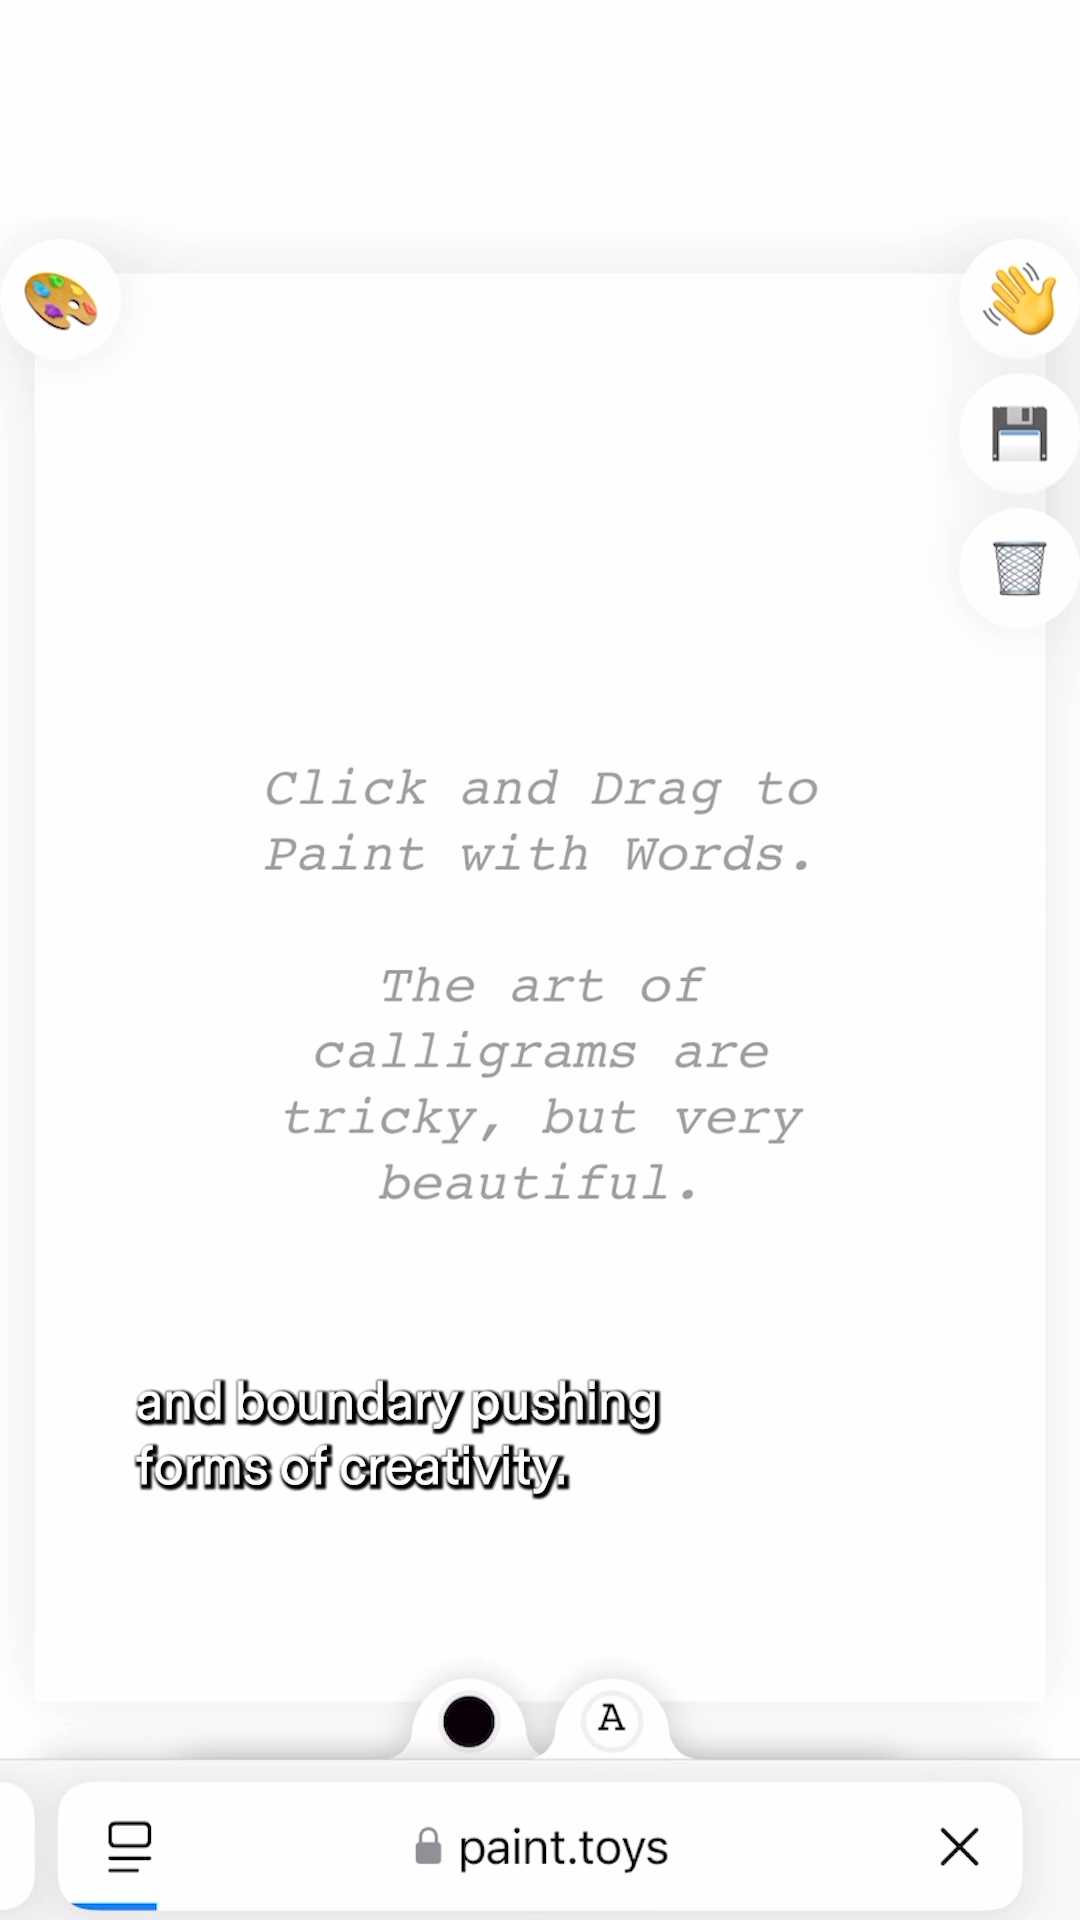 Click and Drag to
Paint with Words.
The art of
calligrams are
tricky, but very
beautiful.
and boundary pushing
forms of creativity.
A
paint.toys